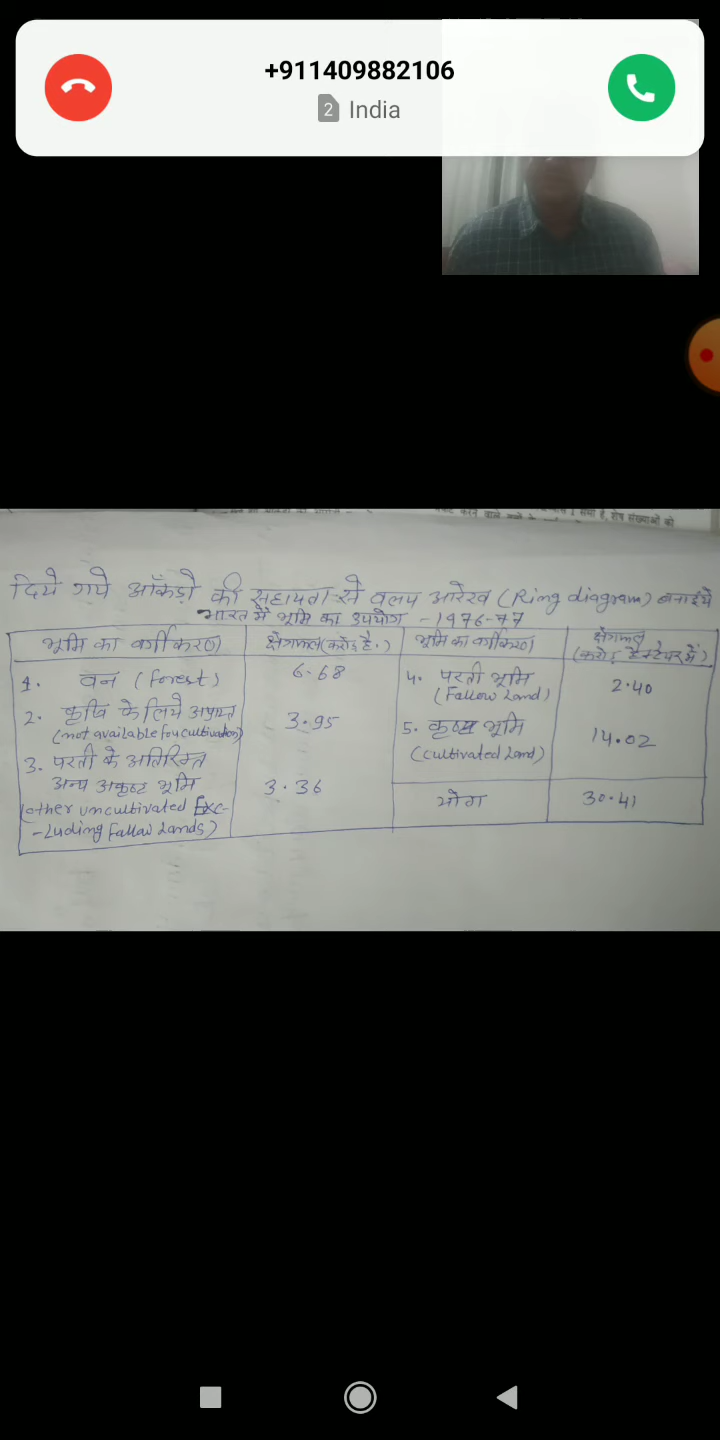 +911409882106
2 India
दिये गये आँकड़ो की सहायता से वलय आरेख (Ring diagram) बनाइये
भारत में भूमि का उपयोग - 1976-77
भूमि का वर्गीकरण क्षेत्रफल (करोड़ है.) भूमि का वर्गीकरण क्षेत्रफल (करोड़ हेक्टेयर में)
1. वन (forest) 6.68
2. कृषि के लिये अप्राप्त 3.95
(not available for cultivation)
3. परती के अतिरिक्त
अन्य अकृष्ट भूमि 3.36
(other uncultivated Exc-
-luding Fallow Lands)
4. परती भूमि 2.40
(Fallow Land)
5. कृष्ट भूमि 14.02
(cultivated Land)
योग 30.41